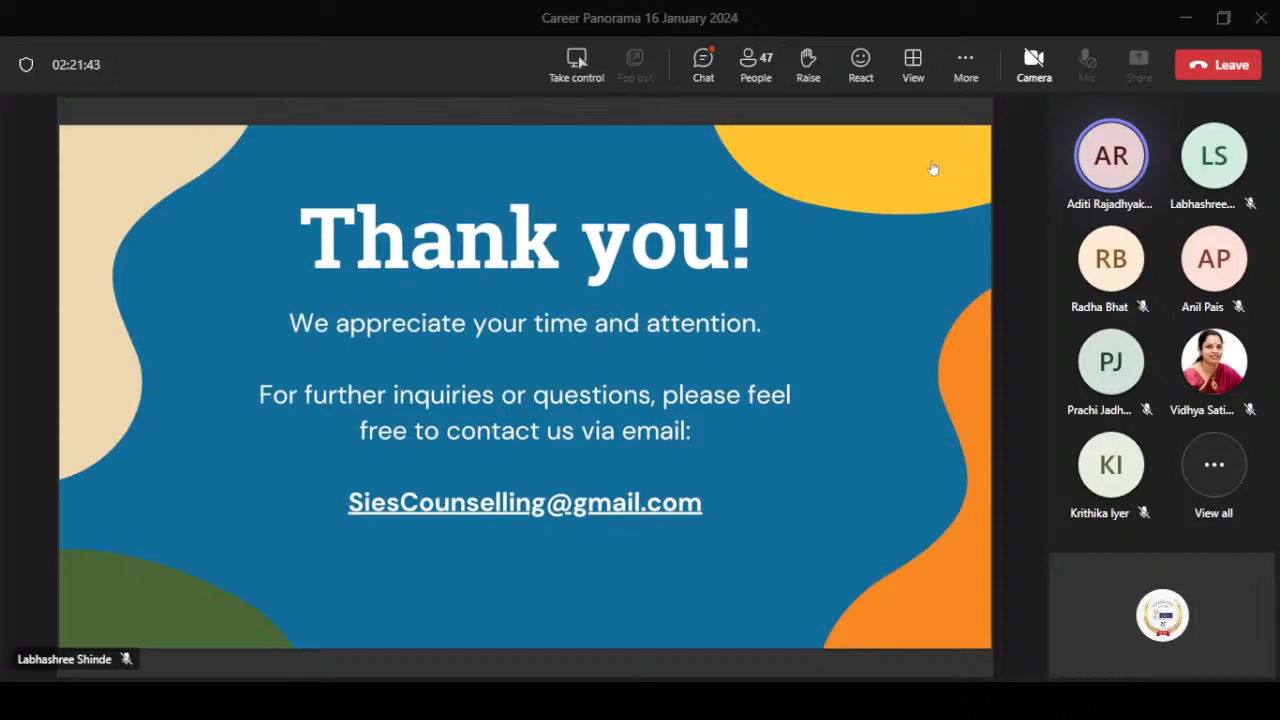 Career Panorama 16 January 2024
02:21:43
Take control
Pop out
Chat
47
People
Raise
React
View
More
Camera
Mic
Share
Leave
Thank you!
We appreciate your time and attention.
For further inquiries or questions, please feel
free to contact us via email:
SiesCounselling@gmail.com
Labhashree Shinde
AR
Aditi Rajadhyak...
LS
Labhashree...
RB
Radha Bhat
AP
Anil Pais
PJ
Prachi Jadh...
Vidhya Sati...
KI
Krithika Iyer
View all